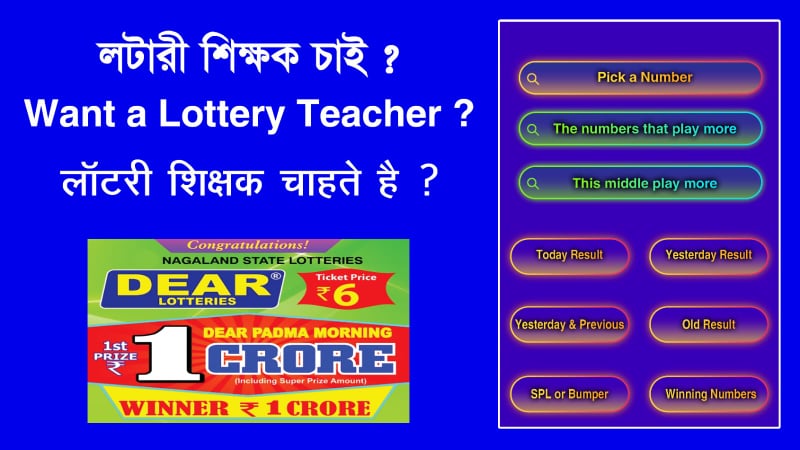 লটারী শিক্ষক চাই ?
Want a Lottery Teacher ?
लॉटरी शिक्षक चाहते है ?
Congratulations!
NAGALAND STATE LOTTERIES
DEAR®
LOTTERIES
Ticket Price
₹6
1st
PRIZE
₹
1
DEAR PADMA MORNING
CRORE
(Including Super Prize Amount)
WINNER ₹ 1 CRORE
Pick a Number
The numbers that play more
This middle play more
Today Result
Yesterday Result
Yesterday & Previous
Old Result
SPL or Bumper
Winning Numbers